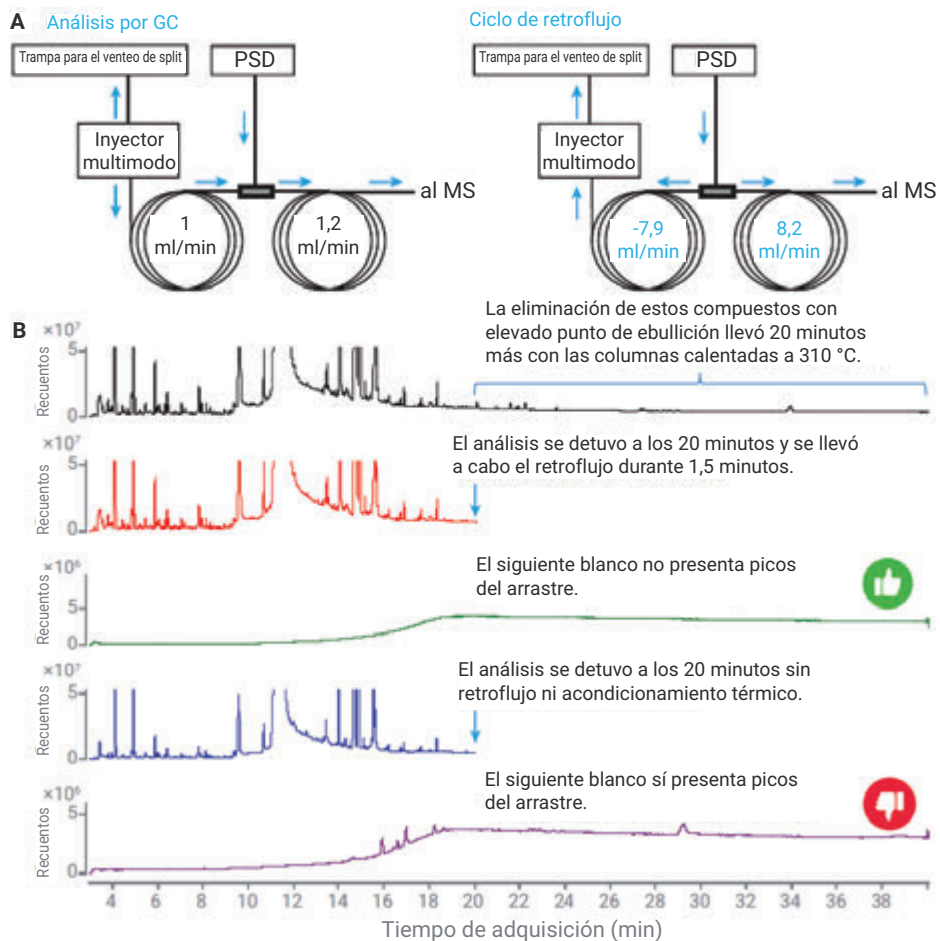 A Análisis por GC
Ciclo de retroflujo
Trampa para el venteo de split
PSD
Trampa para el venteo de split
PSD
Inyector
multimodo
Inyector
multimodo
al MS
al MS
1
ml/min
1,2
ml/min
-7,9
ml/min
8,2
ml/min
B
La eliminación de estos compuestos con
elevado punto de ebullición llevó 20 minutos
más con las columnas calentadas a 310 °C.
×10⁷
5
0
Recuentos
El análisis se detuvo a los 20 minutos y se llevó
a cabo el retroflujo durante 1,5 minutos.
×10⁷
5
0
Recuentos
El siguiente blanco no presenta picos
del arrastre.
×10⁶
5
0
Recuentos
El análisis se detuvo a los 20 minutos sin
retroflujo ni acondicionamiento térmico.
×10⁷
5
0
Recuentos
El siguiente blanco sí presenta picos
del arrastre.
×10⁶
5
0
Recuentos
4 6 8 10 12 14 16 18 20 22 24 26 28 30 32 34 36 38
Tiempo de adquisición (min)